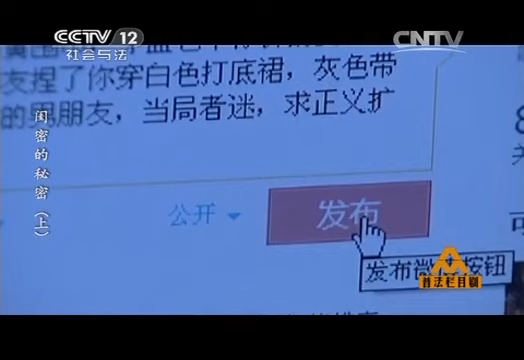 CCTV 12
社会与法
CNTV
友捏了你穿白色打底裙，灰色带
的男朋友，当局者迷，求正义扩
闺密的秘密（上）
公开
发布
发布微博按钮
普法栏目剧